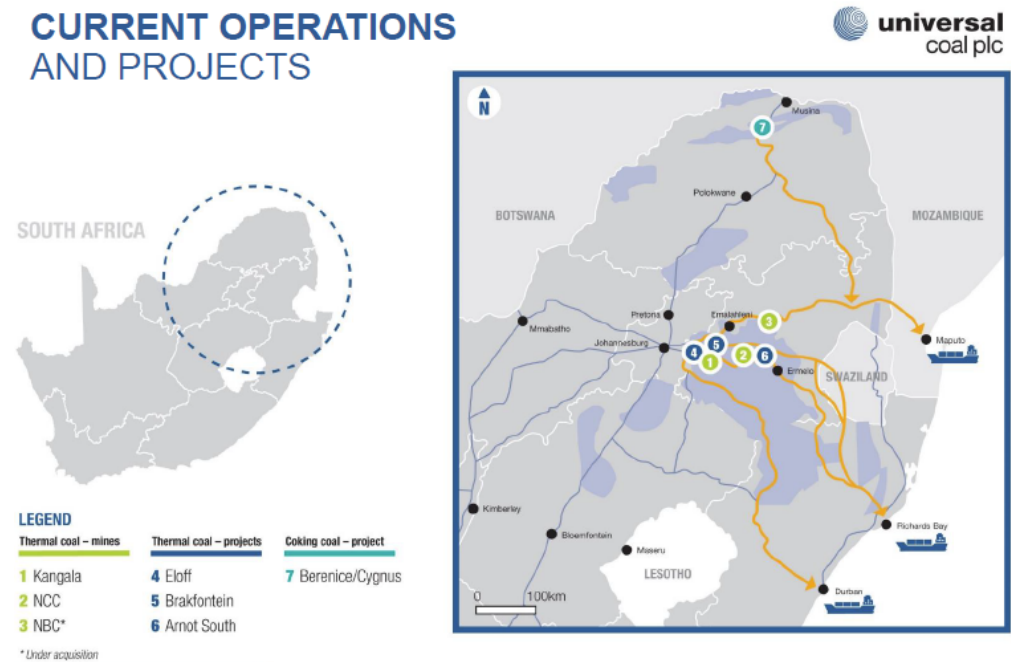 CURRENT OPERATIONS
AND PROJECTS
universal
coal plc
SOUTH AFRICA
N
Musina
7
Polokwane
BOTSWANA
MOZAMBIQUE
Pretoria
Emalahleni
3
Mmabatho
Johannesburg
4
5
1
2
6
Ermelo
Maputo
SWAZILAND
Kimberley
Bloemfontein
Maseru
LESOTHO
Richards Bay
Durban
0 100km
LEGEND
Thermal coal – mines
1 Kangala
2 NCC
3 NBC*
Thermal coal – projects
4 Eloff
5 Brakfontein
6 Arnot South
Coking coal – project
7 Berenice/Cygnus
* Under acquisition